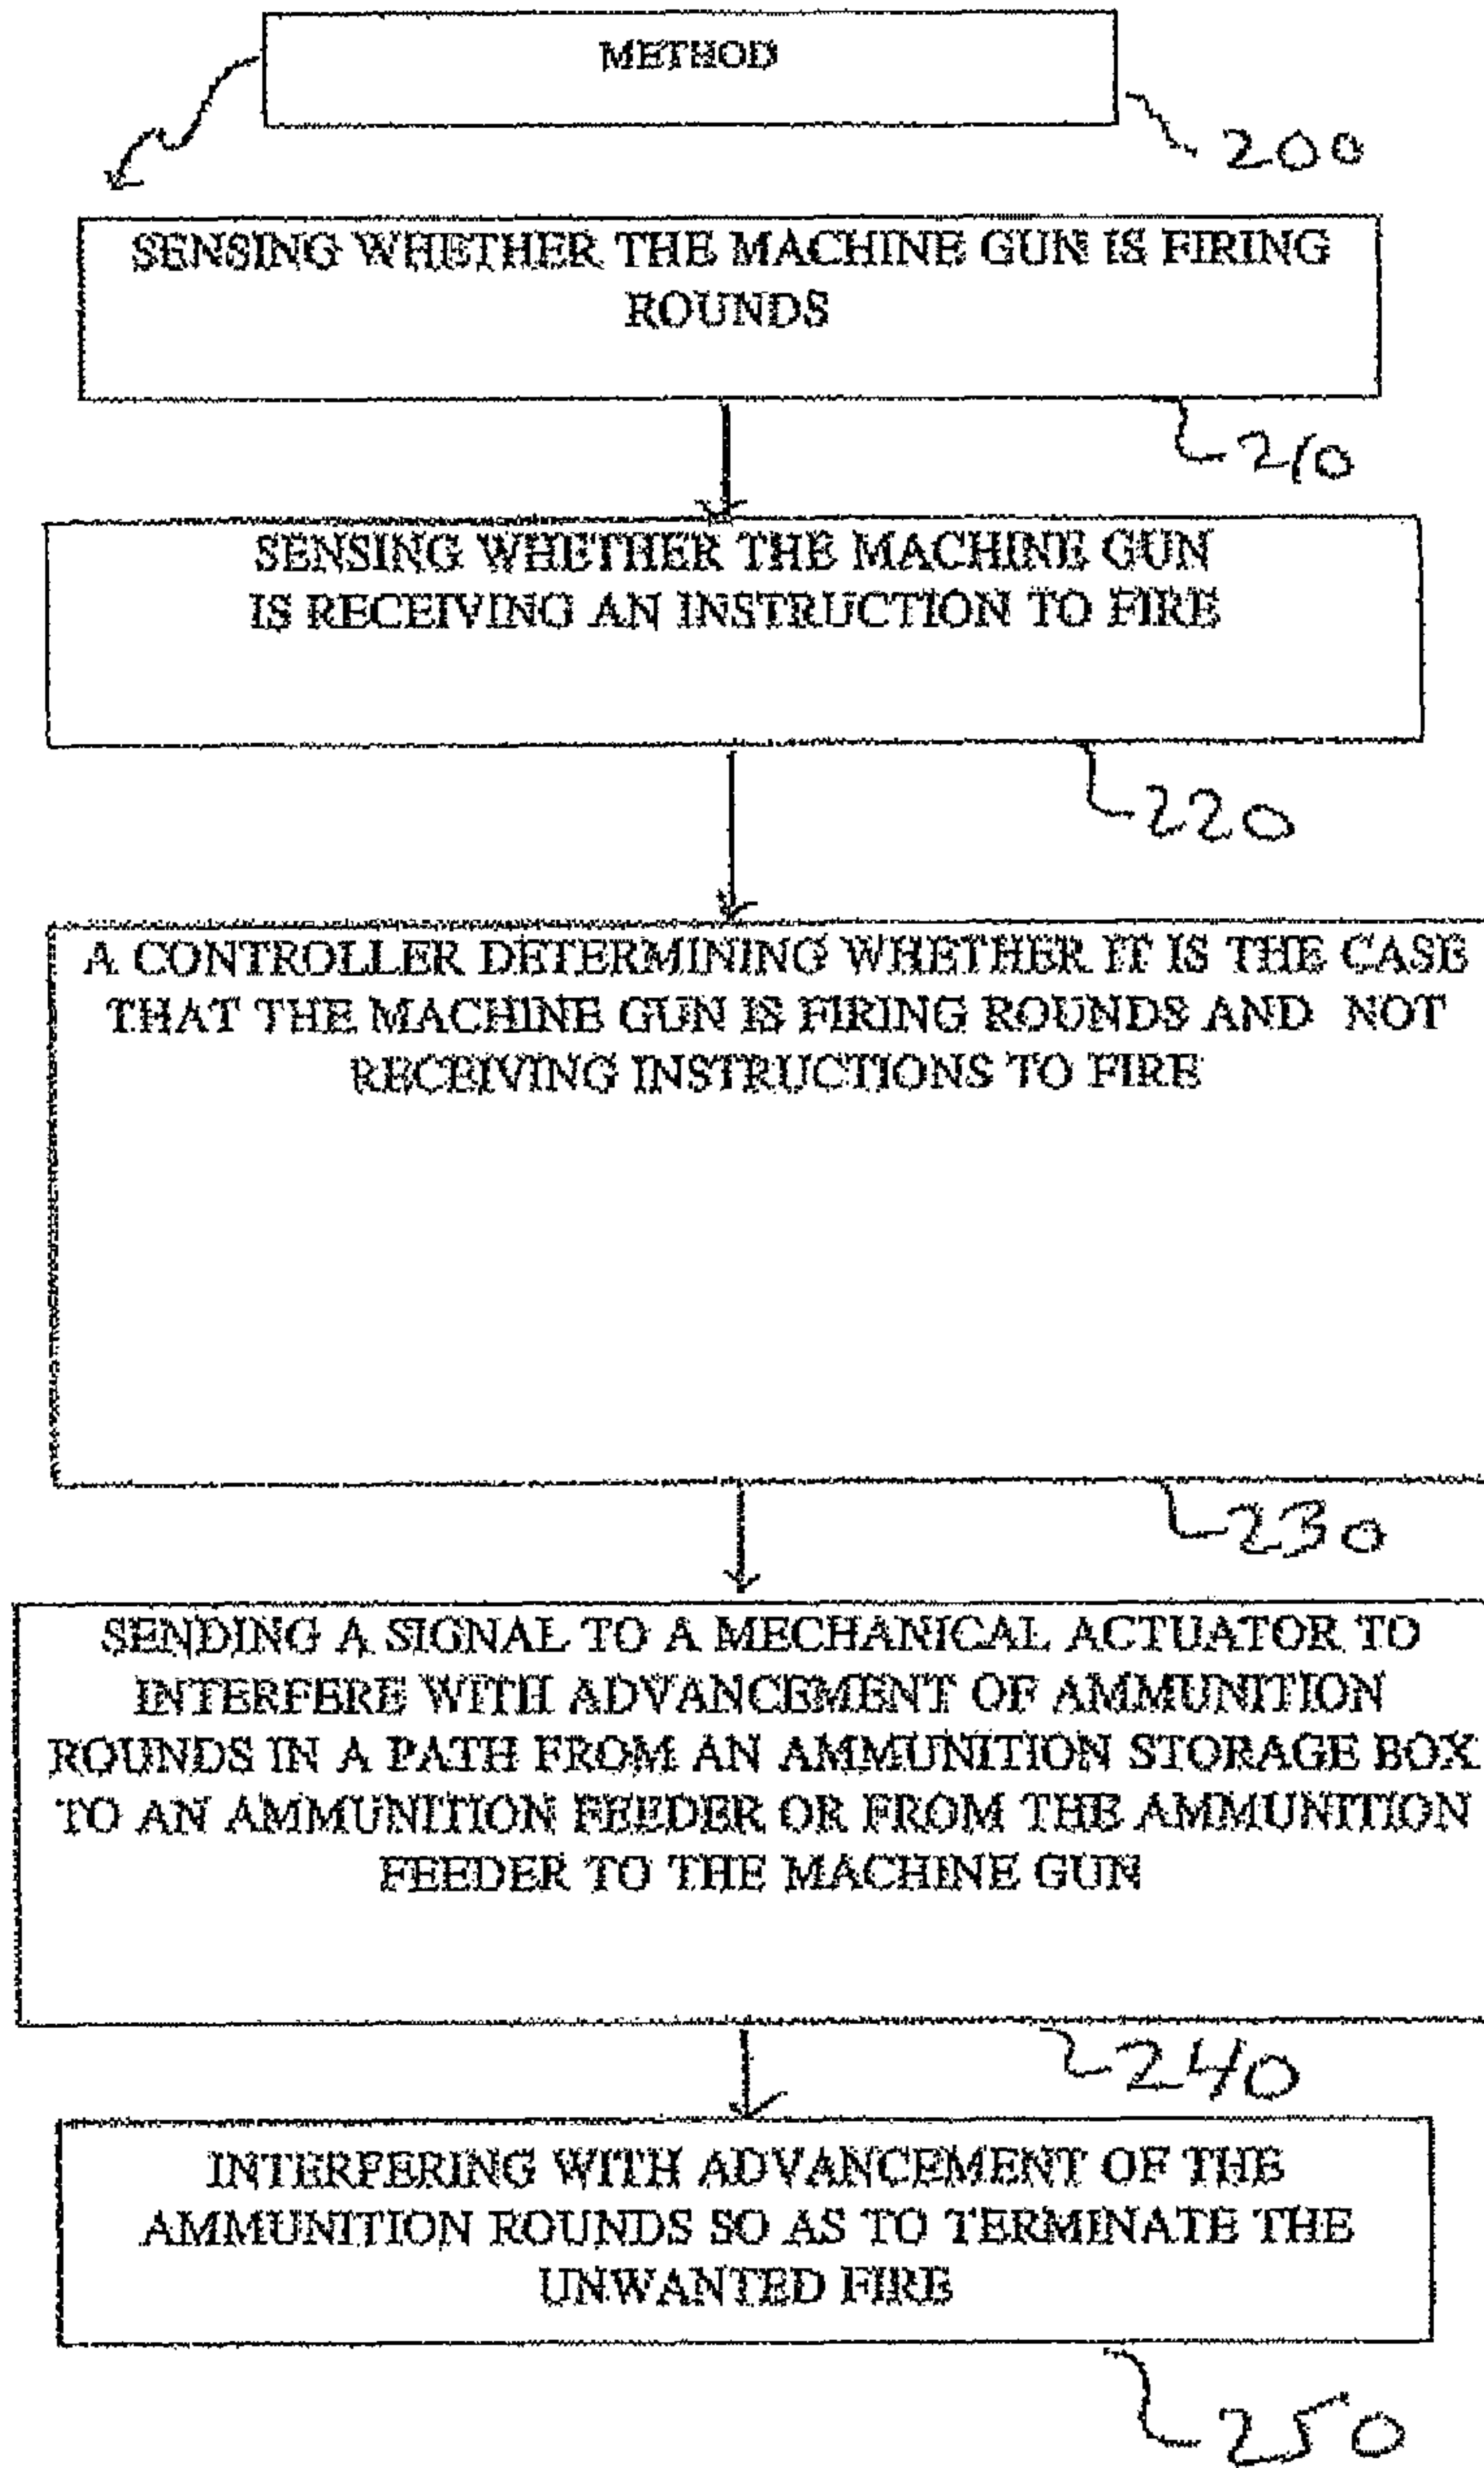 METHOD
200
SENSING WHETHER THE MACHINE GUN IS FIRING
ROUNDS
210
SENSING WHETHER THE MACHINE GUN
IS RECEIVING AN INSTRUCTION TO FIRE
220
A CONTROLLER DETERMINING WHETHER IT IS THE CASE
THAT THE MACHINE GUN IS FIRING ROUNDS AND NOT
RECEIVING INSTRUCTIONS TO FIRE
230
SENDING A SIGNAL TO A MECHANICAL ACTUATOR TO
INTERFERE WITH ADVANCEMENT OF AMMUNITION
ROUNDS IN A PATH FROM AN AMMUNITION STORAGE BOX
TO AN AMMUNITION FEEDER OR FROM THE AMMUNITION
FEEDER TO THE MACHINE GUN
240
INTERFERING WITH ADVANCEMENT OF THE
AMMUNITION ROUNDS SO AS TO TERMINATE THE
UNWANTED FIRE
250